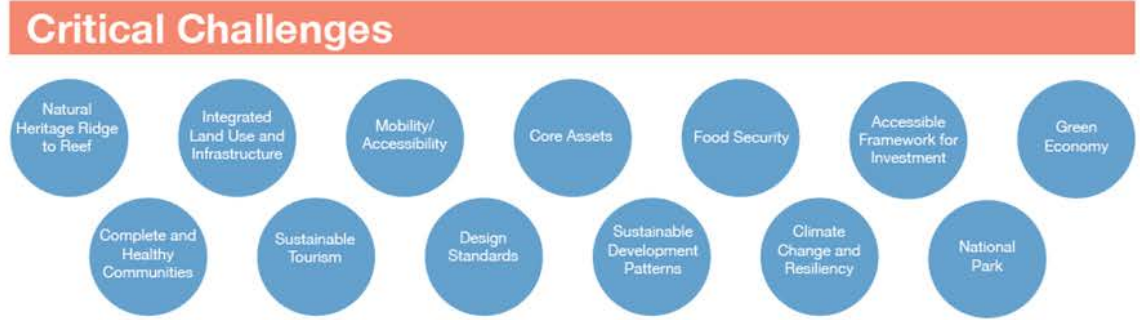 Critical Challenges
Natural
Heritage Ridge
to Reef
Integrated
Land Use and
Infrastructure
Mobility/
Accessibility
Core Assets
Food Security
Accessible
Framework for
Investment
Green
Economy
Complete and
Healthy
Communities
Sustainable
Tourism
Design
Standards
Sustainable
Development
Patterns
Climate
Change and
Resiliency
National
Park